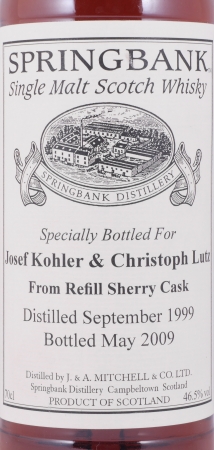 SPRINGBANK
Single Malt Scotch Whisky
SPRINGBANK DISTILLERY
Specially Bottled For
Josef Kohler & Christoph Lutz
From Refill Sherry Cask
Distilled September 1999
Bottled May 2009
Distilled by J. & A. MITCHELL & CO. LTD.
Springbank Distillery Campbeltown Scotland
70cl PRODUCT OF SCOTLAND 46.5% vol